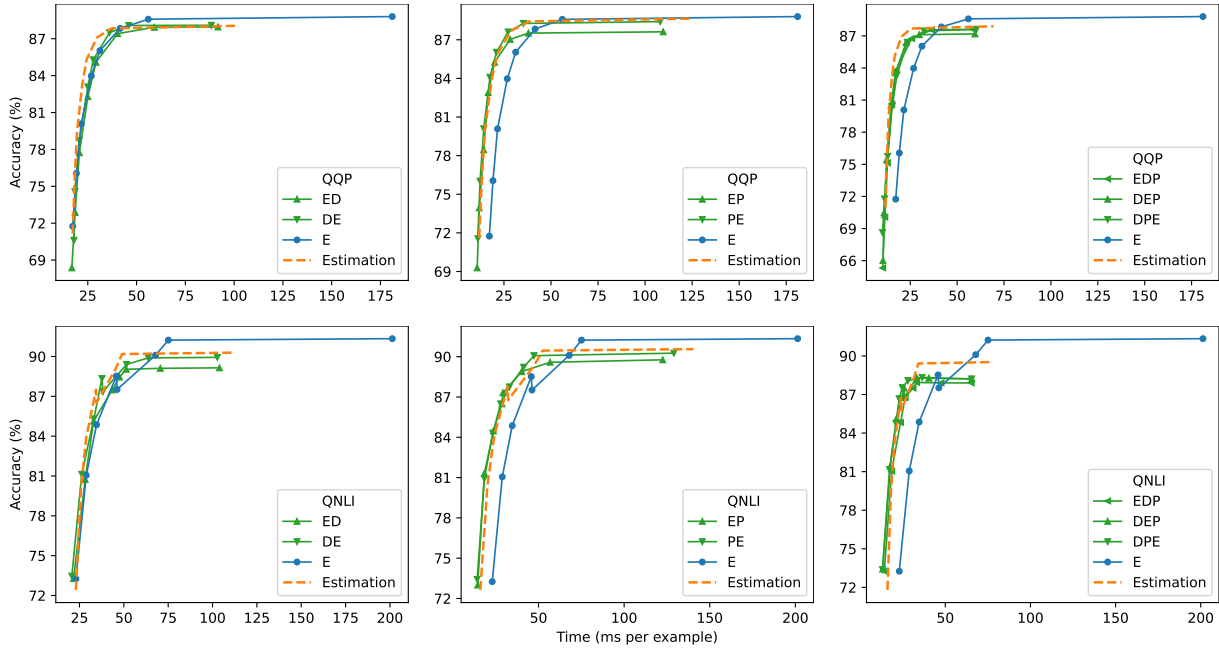 Accuracy (%)
87
84
81
78
75
72
69
25 50 75 100 125 150 175
QQP
ED
DE
E
Estimation
87
84
81
78
75
72
69
25 50 75 100 125 150 175
QQP
EP
PE
E
Estimation
87
84
81
78
75
72
69
66
25 50 75 100 125 150 175
QQP
EDP
DEP
DPE
E
Estimation
Accuracy (%)
90
87
84
81
78
75
72
25 50 75 100 125 150 175 200
QNLI
ED
DE
E
Estimation
90
87
84
81
78
75
72
50 100 150 200
QNLI
EP
PE
E
Estimation
Time (ms per example)
90
87
84
81
78
75
72
50 100 150 200
QNLI
EDP
DEP
DPE
E
Estimation